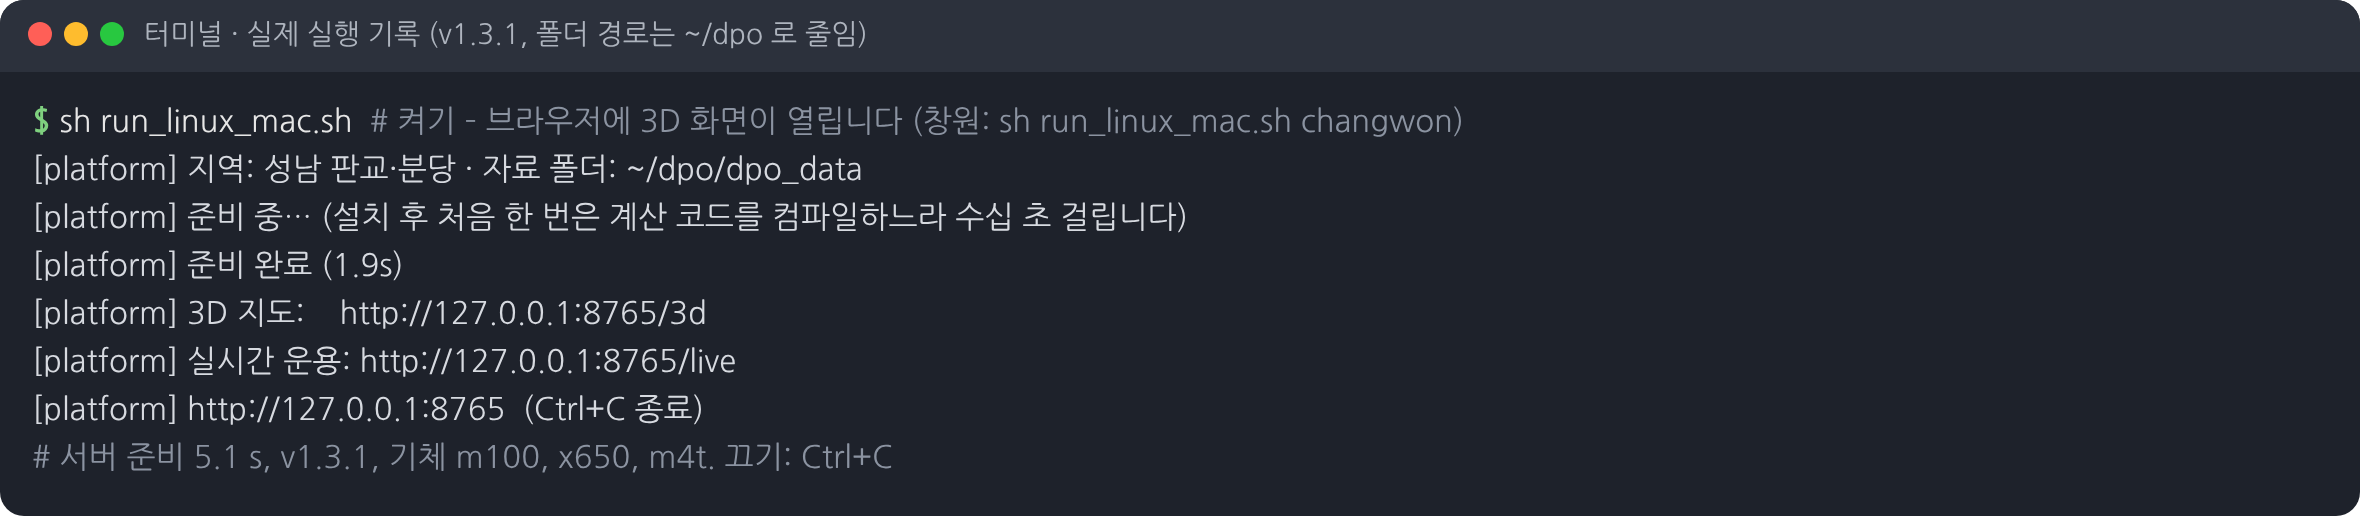 터미널 · 실제 실행 기록 (v1.3.1, 폴더 경로는 ~/dpo 로 줄임)
$ sh run_linux_mac.sh  # 켜기 - 브라우저에 3D 화면이 열립니다 (창원: sh run_linux_mac.sh changwon)
[platform] 지역: 성남 판교·분당 · 자료 폴더: ~/dpo/dpo_data
[platform] 준비 중… (설치 후 처음 한 번은 계산 코드를 컴파일하느라 수십 초 걸립니다)
[platform] 준비 완료 (1.9s)
[platform] 3D 지도:    http://127.0.0.1:8765/3d
[platform] 실시간 운용: http://127.0.0.1:8765/live
[platform] http://127.0.0.1:8765  (Ctrl+C 종료)
# 서버 준비 5.1 s, v1.3.1, 기체 m100, x650, m4t. 끄기: Ctrl+C